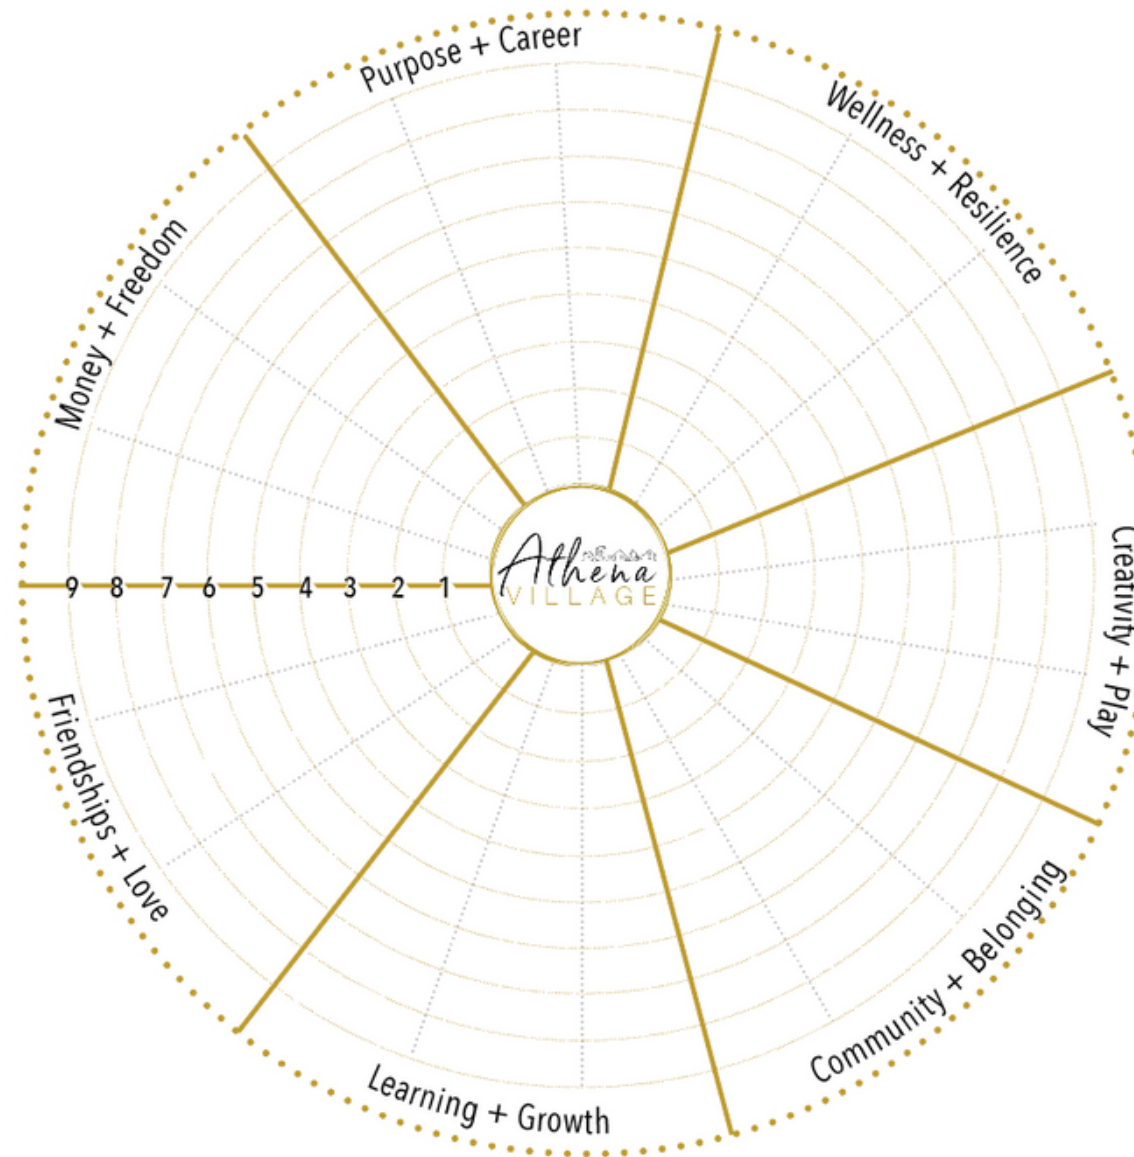 Purpose + Career
Wellness + Resilience
Creativity + Play
Community + Belonging
Learning + Growth
Friendships + Love
Money + Freedom
9 8 7 6 5 4 3 2 1
Athena
VILLAGE